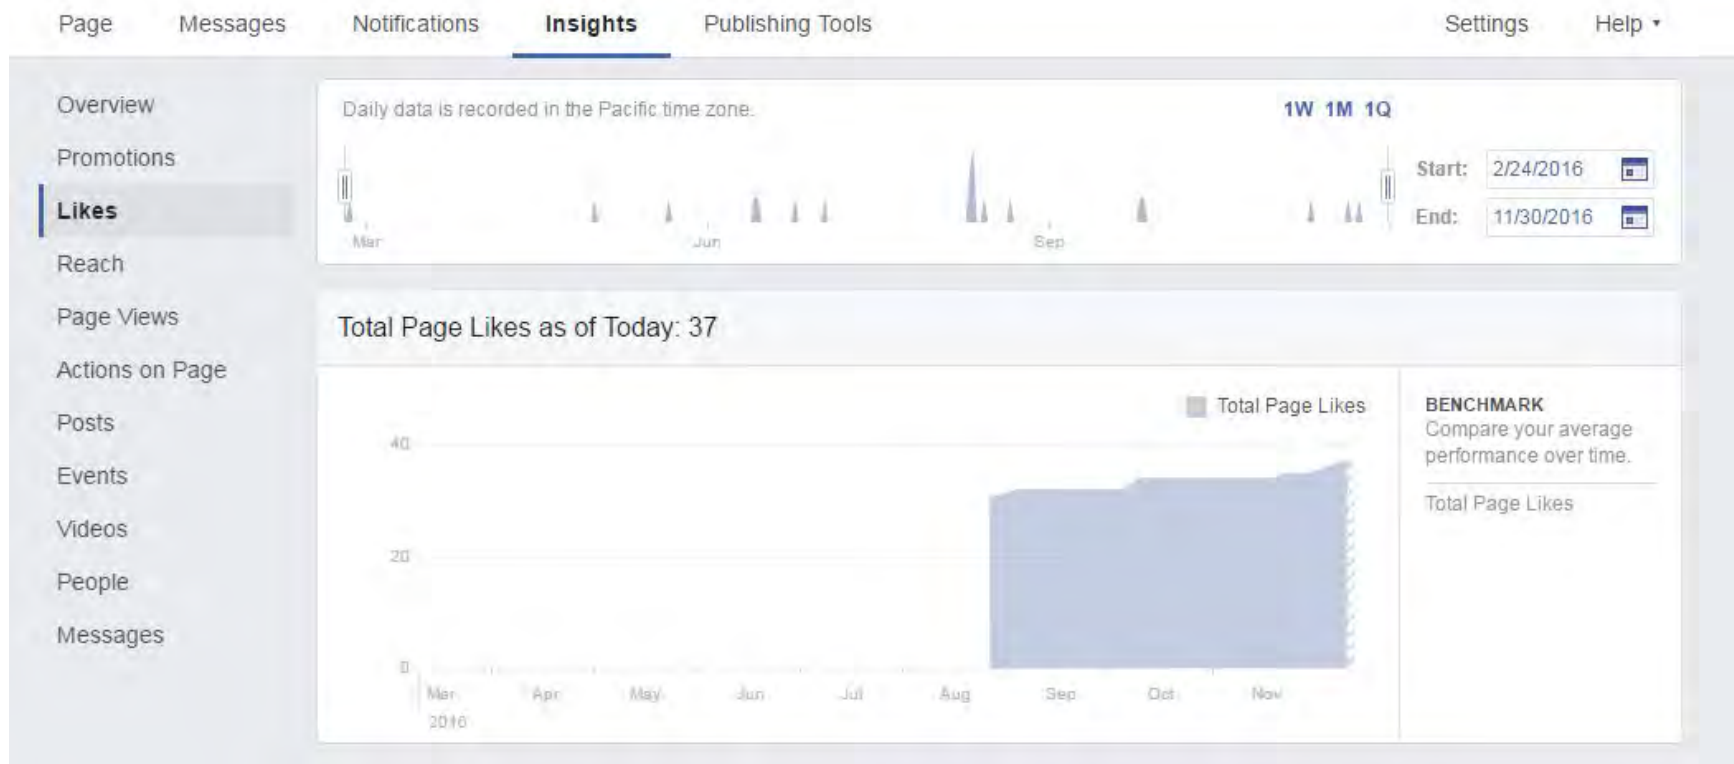 Page Messages Notifications Insights Publishing Tools Settings Help
Overview
Promotions
Likes
Reach
Page Views
Actions on Page
Posts
Events
Videos
People
Messages
Daily data is recorded in the Pacific time zone.
1W 1M 1Q
Start: 2/24/2016
End: 11/30/2016
Mar Jun Sep
Total Page Likes as of Today: 37
Total Page Likes
40
20
0
Mar Apr May Jun Jul Aug Sep Oct Nov
2016
BENCHMARK
Compare your average
performance over time.
Total Page Likes